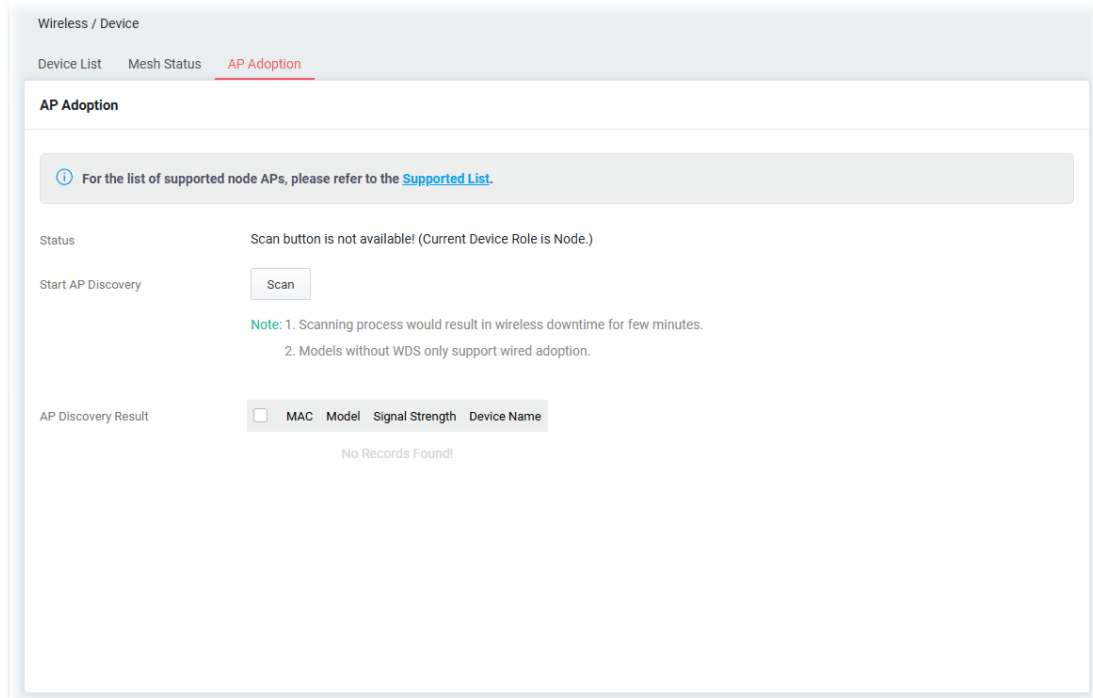 Wireless / Device
Device List Mesh Status AP Adoption
AP Adoption
For the list of supported node APs, please refer to the Supported List.
Status Scan button is not available! (Current Device Role is Node.)
Start AP Discovery Scan
Note: 1. Scanning process would result in wireless downtime for few minutes.
2. Models without WDS only support wired adoption.
AP Discovery Result MAC Model Signal Strength Device Name
No Records Found!